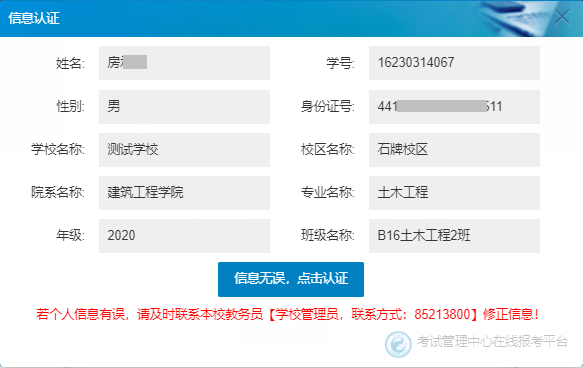 信息认证
姓名: 房
学号: 16230314067
性别: 男
身份证号: 441 511
学校名称: 测试学校
校区名称: 石牌校区
院系名称: 建筑工程学院
专业名称: 土木工程
年级: 2020
班级名称: B16土木工程2班
信息无误，点击认证
若个人信息有误，请及时联系本校教务员【学校管理员，联系方式：85213800】修正信息！
考试管理中心在线报考平台